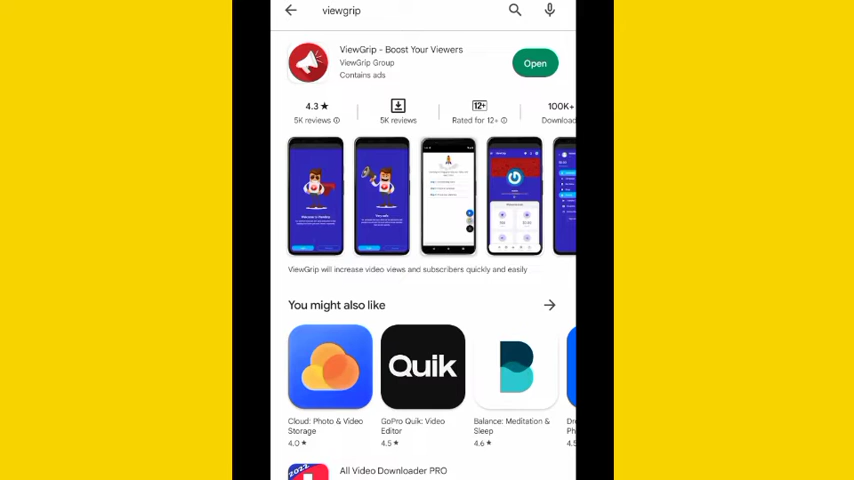 viewgrip
ViewGrip - Boost Your Viewers
ViewGrip Group
Contains ads
Open
4.3 ★
5K reviews
5K reviews
12+
Rated for 12+
100K+
Download
ViewGrip will increase video views and subscribers quickly and easily
You might also like
Quik
Cloud: Photo & Video
Storage
4.0 ★
GoPro Quik: Video
Editor
4.5 ★
Balance: Meditation &
Sleep
4.6 ★
4.5
2022
All Video Downloader PRO